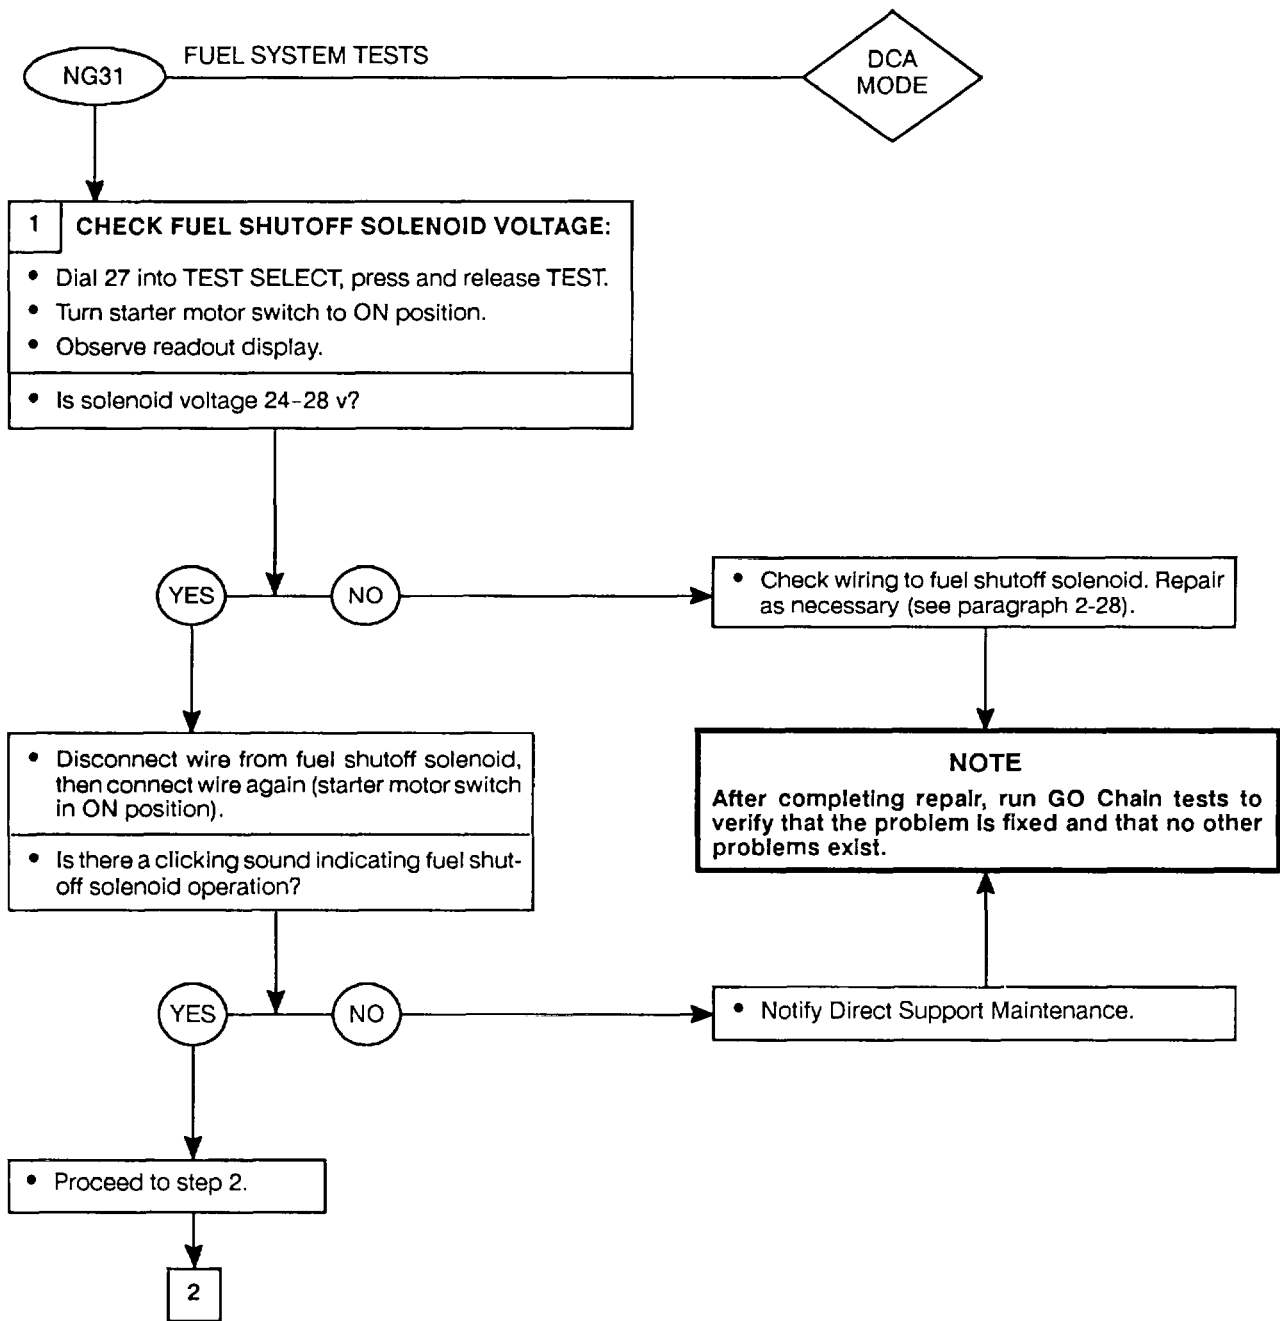 NG31
FUEL SYSTEM TESTS
DCA
MODE
1 CHECK FUEL SHUTOFF SOLENOID VOLTAGE:
• Dial 27 into TEST SELECT, press and release TEST.
• Turn starter motor switch to ON position.
• Observe readout display.
• Is solenoid voltage 24-28 v?
YES
NO
• Check wiring to fuel shutoff solenoid. Repair
as necessary (see paragraph 2-28).
• Disconnect wire from fuel shutoff solenoid,
then connect wire again (starter motor switch
in ON position).
• Is there a clicking sound indicating fuel shut-
off solenoid operation?
NOTE
After completing repair, run GO Chain tests to
verify that the problem is fixed and that no other
problems exist.
YES
NO
• Notify Direct Support Maintenance.
• Proceed to step 2.
2